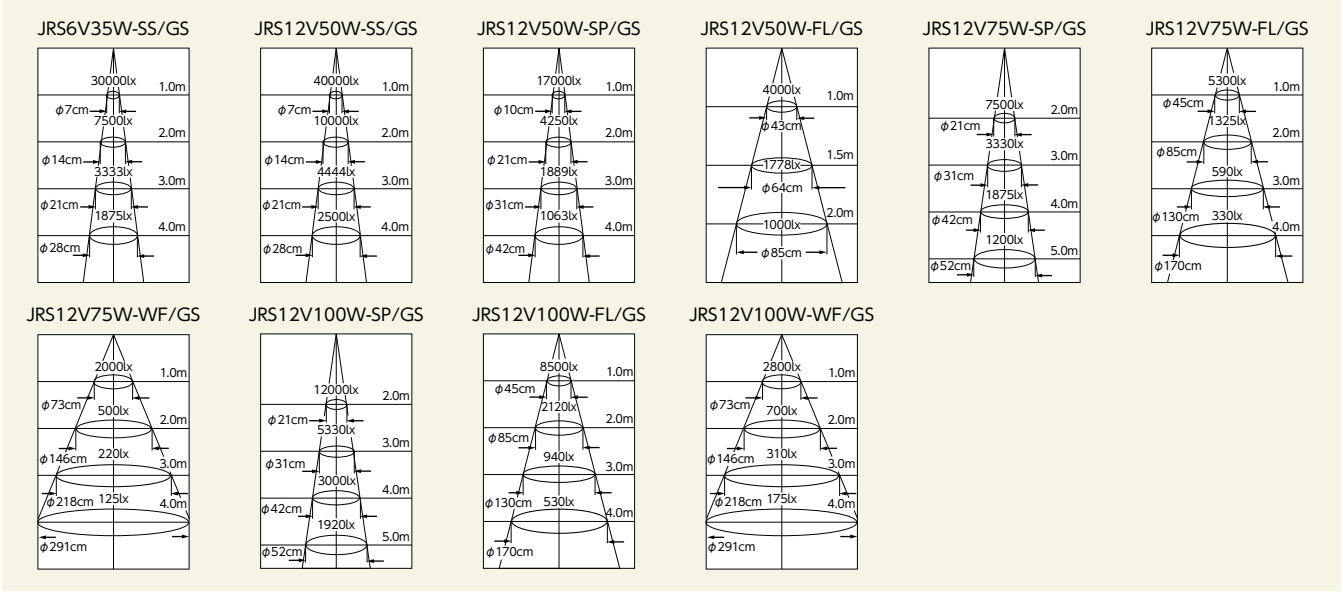 JRS6V35W-SS/GS
30000lx
1.0m
φ7cm
7500lx
2.0m
φ14cm
3333lx
3.0m
φ21cm
1875lx
4.0m
φ28cm
JRS12V50W-SS/GS
40000lx
1.0m
φ7cm
10000lx
2.0m
φ14cm
4444lx
3.0m
φ21cm
2500lx
4.0m
φ28cm
JRS12V50W-SP/GS
17000lx
1.0m
φ10cm
4250lx
2.0m
φ21cm
1889lx
3.0m
φ31cm
1063lx
4.0m
φ42cm
JRS12V50W-FL/GS
4000lx
1.0m
φ43cm
1.5m
1778lx
φ64cm
2.0m
1000lx
φ85cm
JRS12V75W-SP/GS
7500lx
2.0m
φ21cm
3330lx
3.0m
φ31cm
1875lx
4.0m
φ42cm
1200lx
5.0m
φ52cm
JRS12V75W-FL/GS
5300lx
1.0m
φ45cm
1325lx
2.0m
φ85cm
590lx
3.0m
φ130cm
330lx
4.0m
φ170cm
JRS12V75W-WF/GS
2000lx
1.0m
φ73cm
500lx
2.0m
φ146cm
220lx
3.0m
φ218cm
125lx
4.0m
φ291cm
JRS12V100W-SP/GS
12000lx
2.0m
φ21cm
5330lx
3.0m
φ31cm
3000lx
4.0m
φ42cm
1920lx
5.0m
φ52cm
JRS12V100W-FL/GS
8500lx
1.0m
φ45cm
2120lx
2.0m
φ85cm
940lx
3.0m
φ130cm
530lx
4.0m
φ170cm
JRS12V100W-WF/GS
2800lx
1.0m
φ73cm
700lx
2.0m
φ146cm
310lx
3.0m
φ218cm
175lx
4.0m
φ291cm